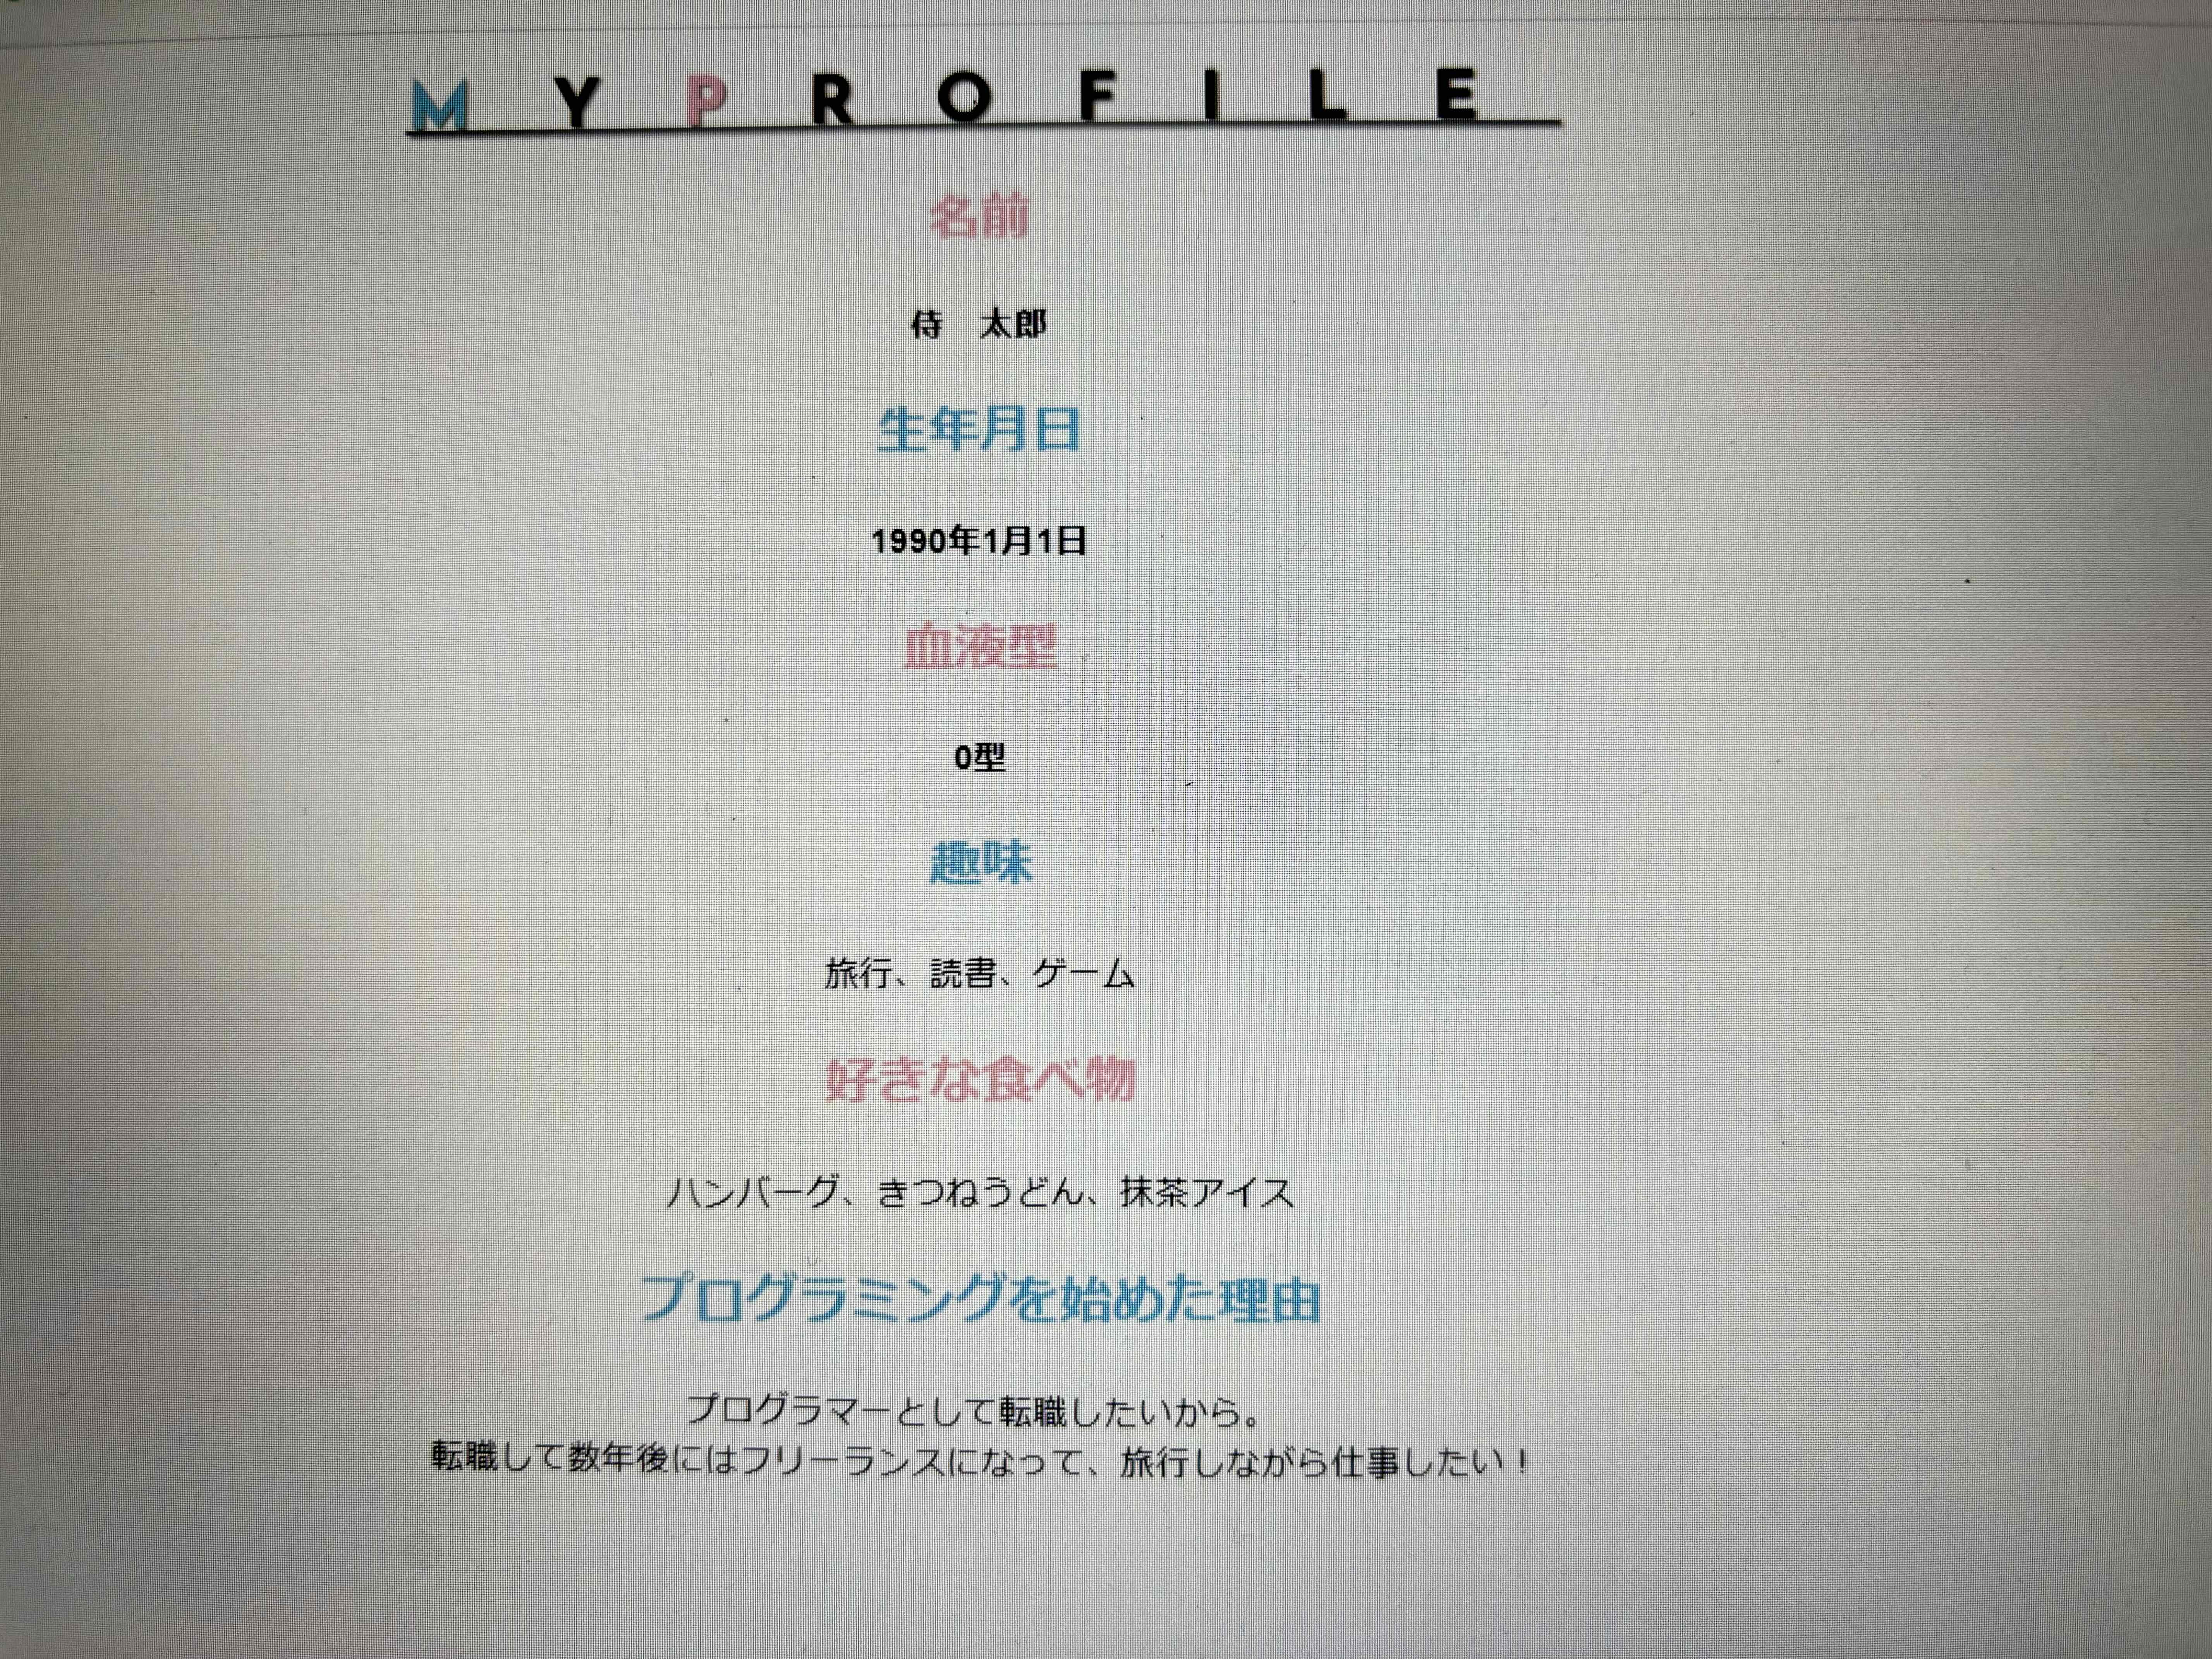 MY PROFILE
名前
侍　太郎
生年月日
1990年1月1日
血液型
0型
趣味
旅行、読書、ゲーム
好きな食べ物
ハンバーグ、きつねうどん、抹茶アイス
プログラミングを始めた理由
プログラマーとして転職したいから。
転職して数年後にはフリーランスになって、旅行しながら仕事したい！